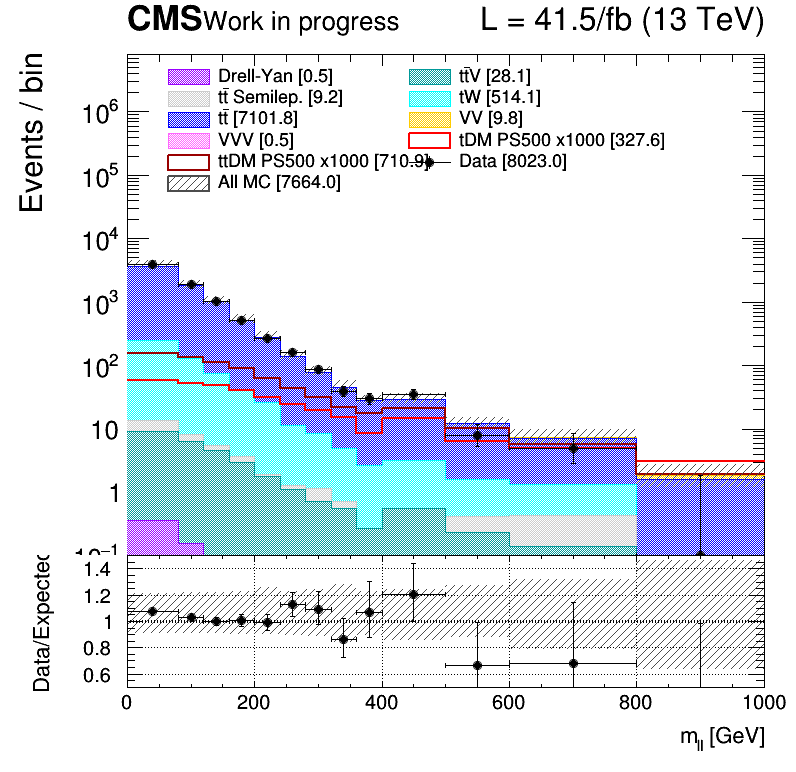 CMS Work in progress L = 41.5/fb (13 TeV)
Events / bin
Drell-Yan [0.5] tt̄V [28.1]
tt̄ Semilep. [9.2] tW [514.1]
tt̄ [7101.8] VV [9.8]
VVV [0.5] tDM PS500 x1000 [327.6]
ttDM PS500 x1000 [710.9] Data [8023.0]
All MC [7664.0]
10⁶
10⁵
10⁴
10³
10²
10
1
10⁻¹
Data/Expected
1.4
1.2
1
0.8
0.6
0 200 400 600 800 1000
m_ll [GeV]